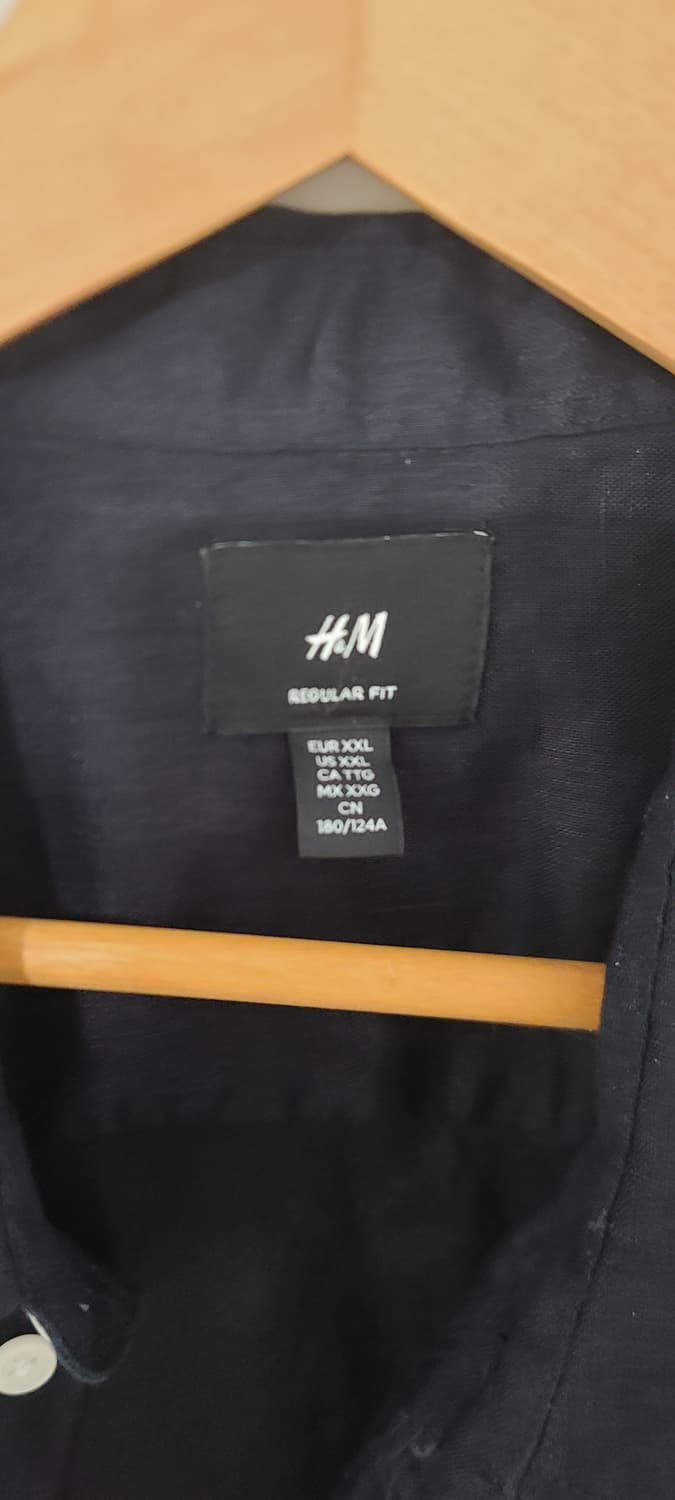 H&M
REGULAR FIT
EUR XXL
US XXL
CA TTG
MX XXG
CN
180/124A